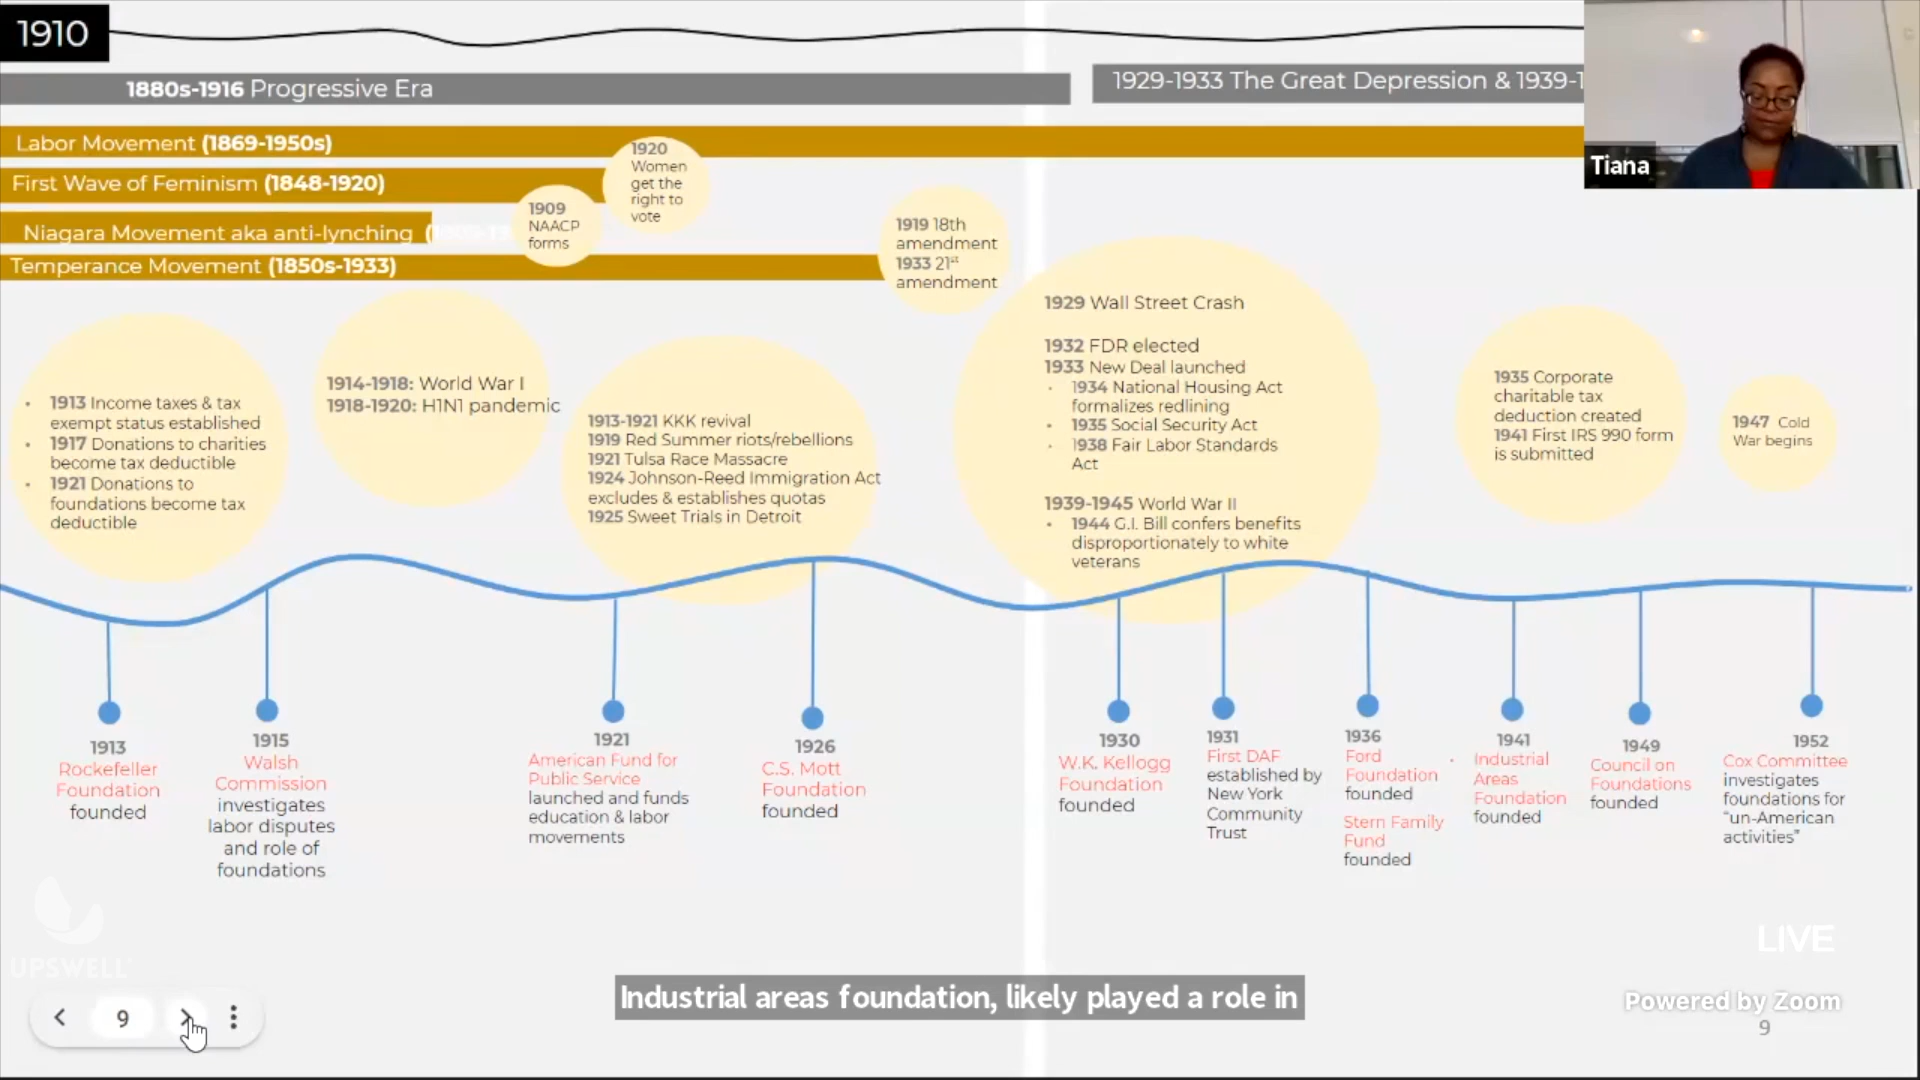 1910
1880s-1916 Progressive Era
1929-1933 The Great Depression & 1939-1
Tiana
Labor Movement (1869-1950s)
First Wave of Feminism (1848-1920)
Niagara Movement aka anti-lynching
Temperance Movement (1850s-1933)
1909
NAACP
forms
1920
Women
get the
right to
vote
1919 18th
amendment
1933 21st
amendment
1913 Income taxes & tax
exempt status established
1917 Donations to charities
become tax deductible
1921 Donations to
foundations become tax
deductible
1914-1918: World War I
1918-1920: H1N1 pandemic
1913-1921 KKK revival
1919 Red Summer riots/rebellions
1921 Tulsa Race Massacre
1924 Johnson-Reed Immigration Act
excludes & establishes quotas
1925 Sweet Trials in Detroit
1929 Wall Street Crash
1932 FDR elected
1933 New Deal launched
1934 National Housing Act
formalizes redlining
1935 Social Security Act
1938 Fair Labor Standards
Act
1939-1945 World War II
1944 G.I. Bill confers benefits
disproportionately to white
veterans
1935 Corporate
charitable tax
deduction created
1941 First IRS 990 form
is submitted
1947 Cold
War begins
1913
Rockefeller
Foundation
founded
1915
Walsh
Commission
investigates
labor disputes
and role of
foundations
1921
American Fund for
Public Service
launched and funds
education & labor
movements
1926
C.S. Mott
Foundation
founded
1930
W.K. Kellogg
Foundation
founded
1931
First DAF
established by
New York
Community
Trust
1936
Ford
Foundation
founded
Stern Family
Fund
founded
1941
Industrial
Areas
Foundation
founded
1949
Council on
Foundations
founded
1952
Cox Committee
investigates
foundations for
"un-American
activities"
UPSWELL
LIVE
Industrial areas foundation, likely played a role in
Powered by Zoom
9
9